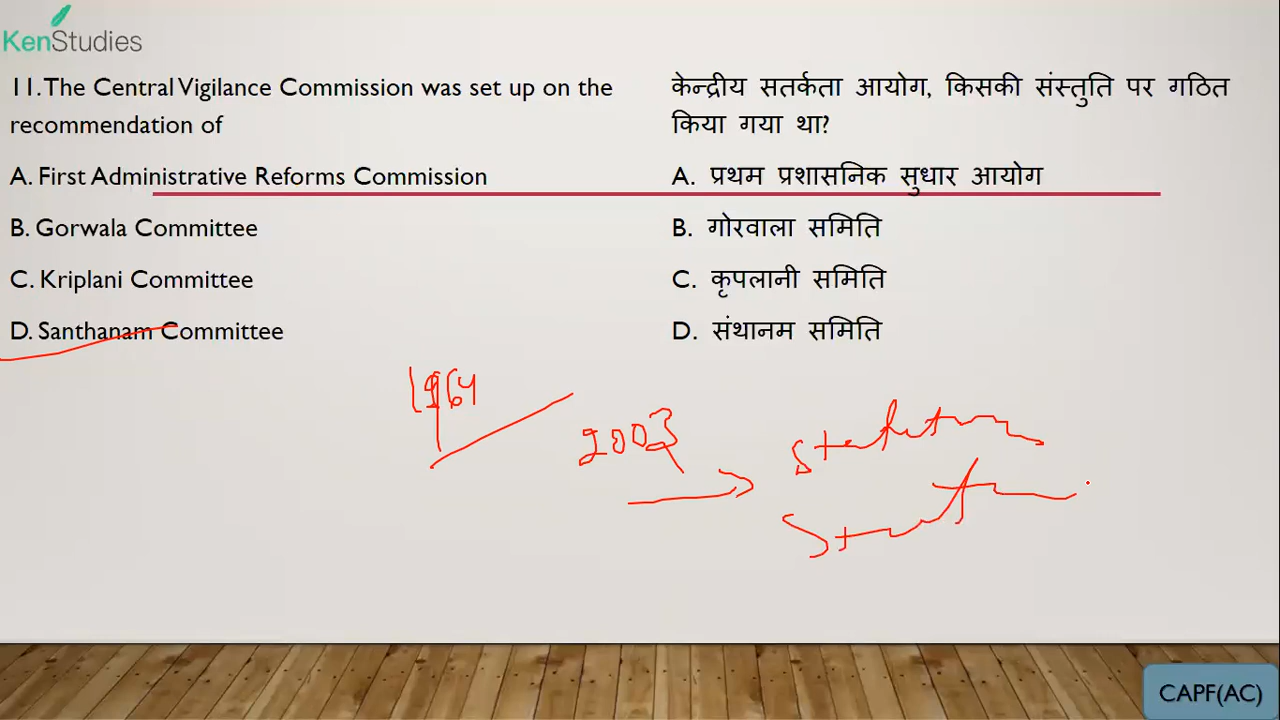 KenStudies
11. The Central Vigilance Commission was set up on the
recommendation of
A. First Administrative Reforms Commission
B. Gorwala Committee
C. Kriplani Committee
D. Santhanam Committee
केन्द्रीय सतर्कता आयोग, किसकी संस्तुति पर गठित
किया गया था?
A. प्रथम प्रशासनिक सुधार आयोग
B. गोरवाला समिति
C. कृपलानी समिति
D. संथानम समिति
1964
2003
CAPF(AC)